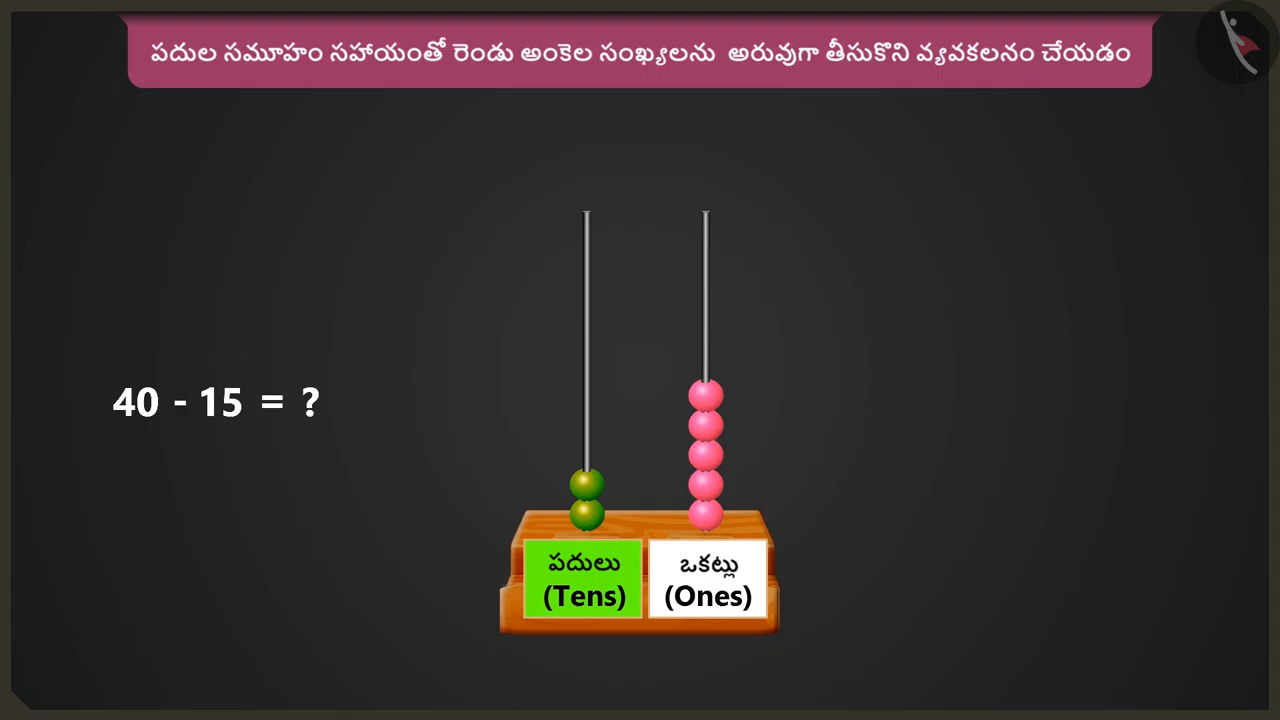 పదుల సమూహం సహాయంతో రెండు అంకెల సంఖ్యలను అరువుగా తీసుకొని వ్యవకలనం చేయడం
40 - 15 = ?
పదులు
(Tens)
ఒకట్లు
(Ones)